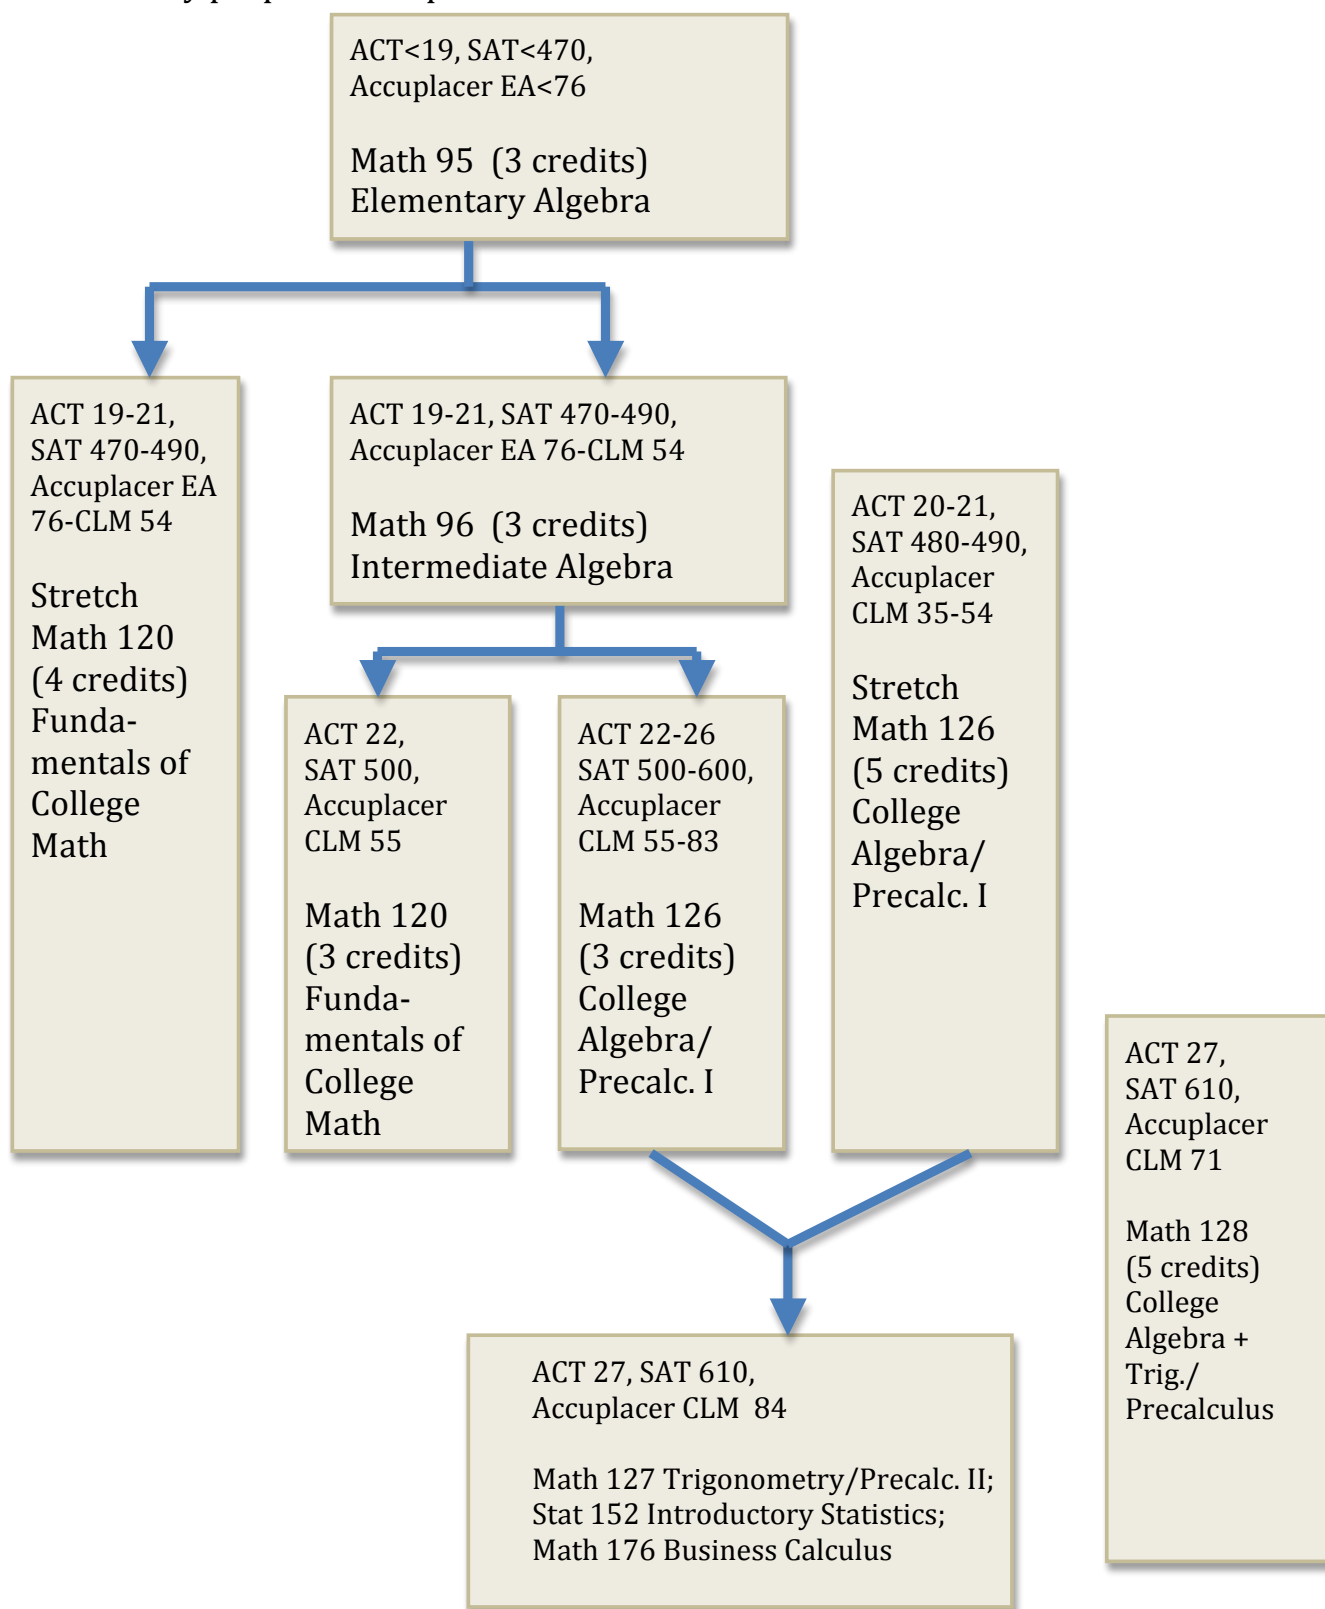 ACT<19, SAT<470,
Accuplacer EA<76
Math 95  (3 credits)
Elementary Algebra
ACT 19-21,
SAT 470-490,
Accuplacer EA
76-CLM 54
Stretch
Math 120
(4 credits)
Funda-
mentals of
College
Math
ACT 19-21, SAT 470-490,
Accuplacer EA 76-CLM 54
Math 96  (3 credits)
Intermediate Algebra
ACT 20-21,
SAT 480-490,
Accuplacer
CLM 35-54
Stretch
Math 126
(5 credits)
College
Algebra/
Precalc. I
ACT 22,
SAT 500,
Accuplacer
CLM 55
Math 120
(3 credits)
Funda-
mentals of
College
Math
ACT 22-26
SAT 500-600,
Accuplacer
CLM 55-83
Math 126
(3 credits)
College
Algebra/
Precalc. I
ACT 27,
SAT 610,
Accuplacer
CLM 71
Math 128
(5 credits)
College
Algebra +
Trig./
Precalculus
ACT 27, SAT 610,
Accuplacer CLM  84
Math 127 Trigonometry/Precalc. II;
Stat 152 Introductory Statistics;
Math 176 Business Calculus